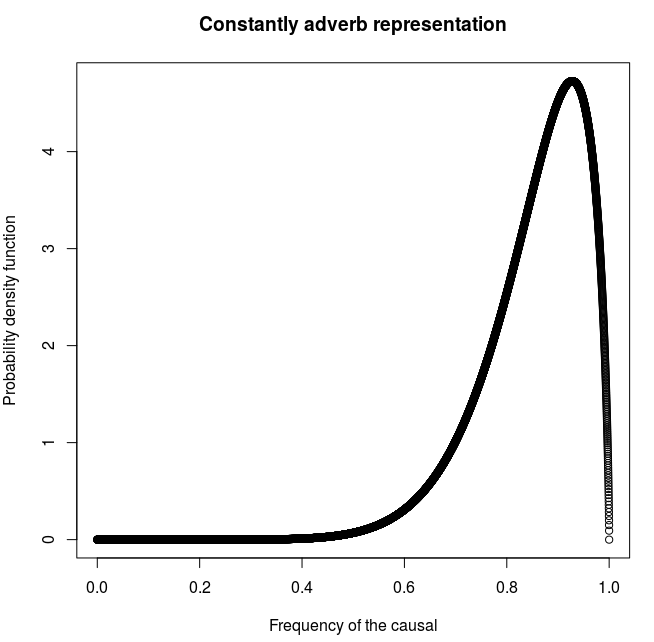 Constantly adverb representation
Probability density function
4
3
2
1
0
0.0 0.2 0.4 0.6 0.8 1.0
Frequency of the causal